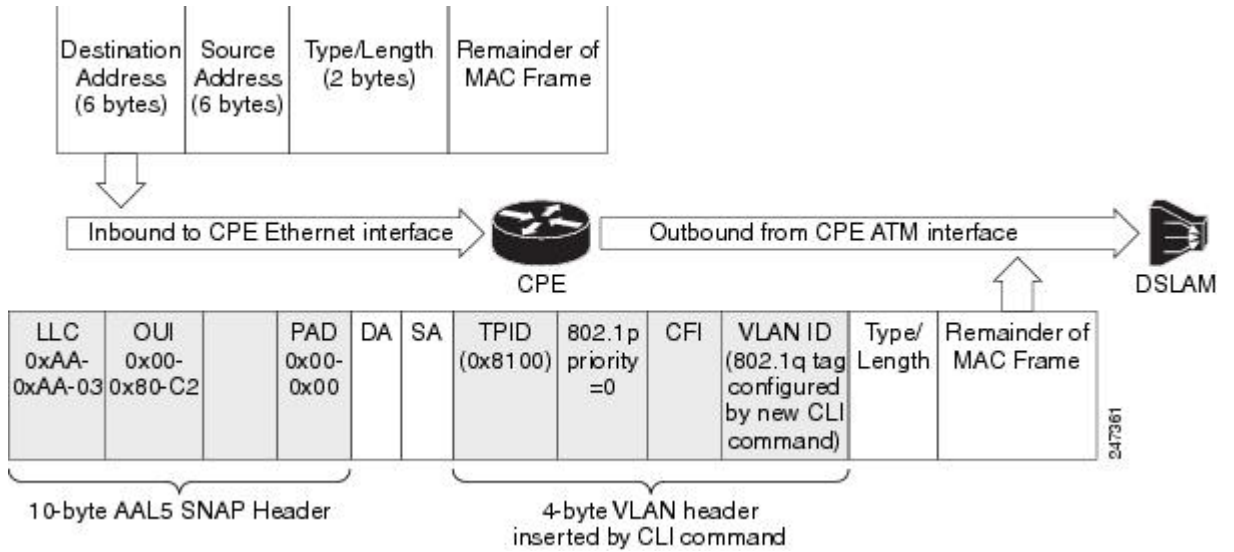 Destination Address (6 bytes)
Source Address (6 bytes)
Type/Length (2 bytes)
Remainder of MAC Frame
Inbound to CPE Ethernet interface
CPE
Outbound from CPE ATM interface
DSLAM
LLC 0xAA-0xAA-03
OUI 0x00-0x80-C2
PAD 0x00-0x00
DA
SA
TPID (0x8100)
802.1p priority =0
CFI
VLAN ID (802.1q tag configured by new CLI command)
Type/Length
Remainder of MAC Frame
247361
10-byte AAL5 SNAP Header
4-byte VLAN header
inserted by CLI command